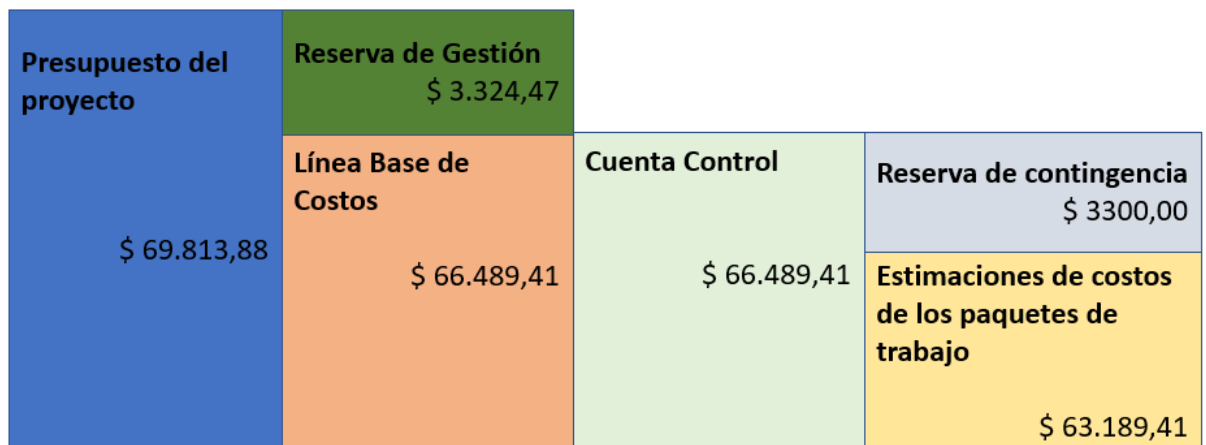 Presupuesto del
proyecto
$ 69.813,88
Reserva de Gestión
$ 3.324,47
Línea Base de
Costos
$ 66.489,41
Cuenta Control
$ 66.489,41
Reserva de contingencia
$ 3300,00
Estimaciones de costos
de los paquetes de
trabajo
$ 63.189,41